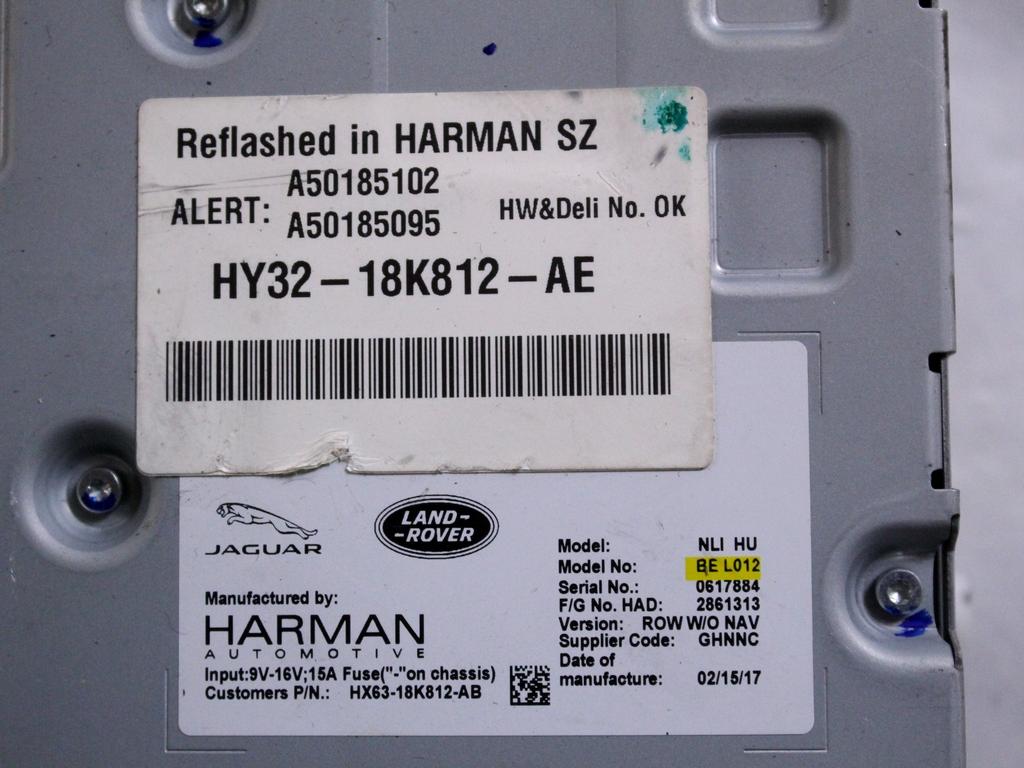 Reflashed in HARMAN SZ
ALERT: A50185102
A50185095
HW&Deli No. OK
HY32-18K812-AE
JAGUAR
LAND-
-ROVER
Manufactured by:
HARMAN
AUTOMOTIVE
Input:9V-16V;15A Fuse("-"on chassis)
Customers P/N.: HX63-18K812-AB
Model: NLI HU
Model No: BE L012
Serial No.: 0617884
F/G No. HAD: 2861313
Version: ROW W/O NAV
Supplier Code: GHNNC
Date of
manufacture: 02/15/17